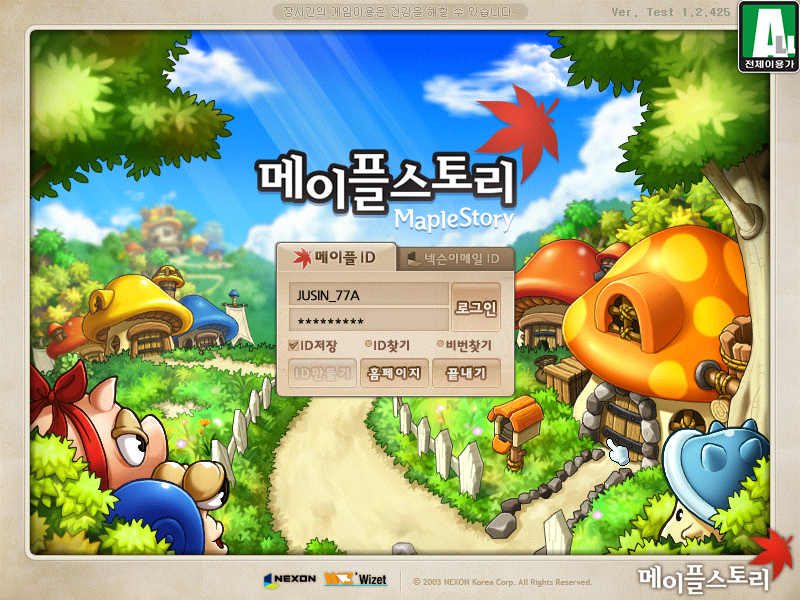 장시간의 게임이용은 건강을 해칠 수 있습니다.
Ver. Test 1.2.425
ALL
전체이용가
메이플스토리
MapleStory
메이플 ID
넥슨이메일 ID
JUSIN_77A
*********
로그인
ID저장
ID찾기
비번찾기
ID만들기
홈페이지
끝내기
NEXON
Wizet
© 2003 NEXON Korea Corp. All Rights Reserved.
메이플스토리